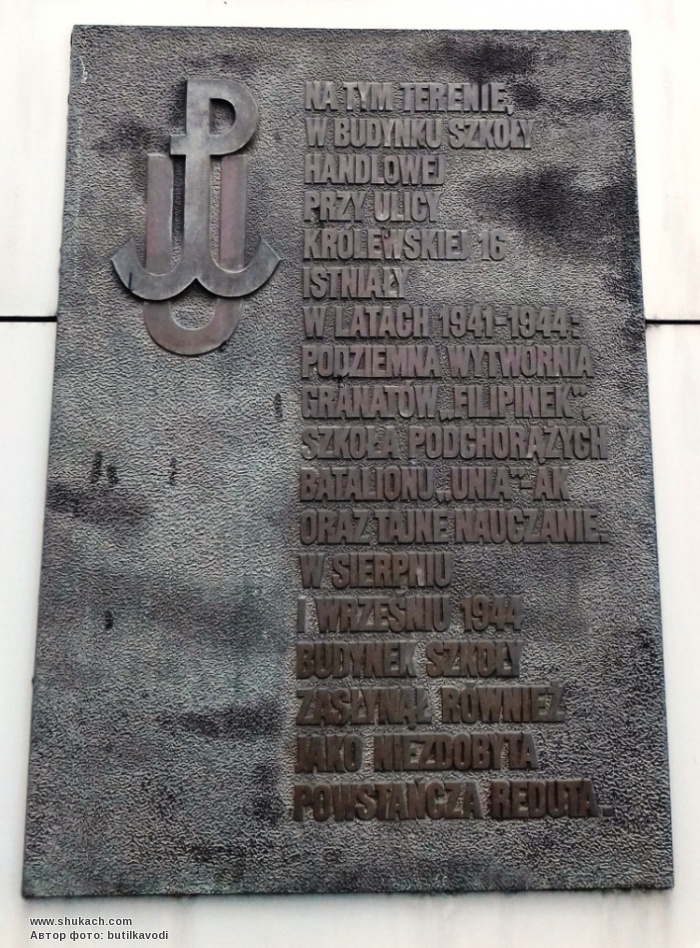 NA TYM TERENIE,
W BUDYNKU SZKOŁY
HANDLOWEJ
PRZY ULICY
KRÓLEWSKIEJ 16
ISTNIAŁY
W LATACH 1941-1944:
PODZIEMNA WYTWÓRNIA
GRANATÓW „FILIPINEK”,
SZKOŁA PODCHORĄŻYCH
BATALIONU „UNIA”-AK
ORAZ TAJNE NAUCZANIE.
W SIERPNIU
I WRZEŚNIU 1944
BUDYNEK SZKOŁY
ZASŁYNĄŁ RÓWNIEŻ
JAKO NIEZDOBYTA
POWSTAŃCZA REDUTA...
www.shukach.com
Автор фото: butilkavodi